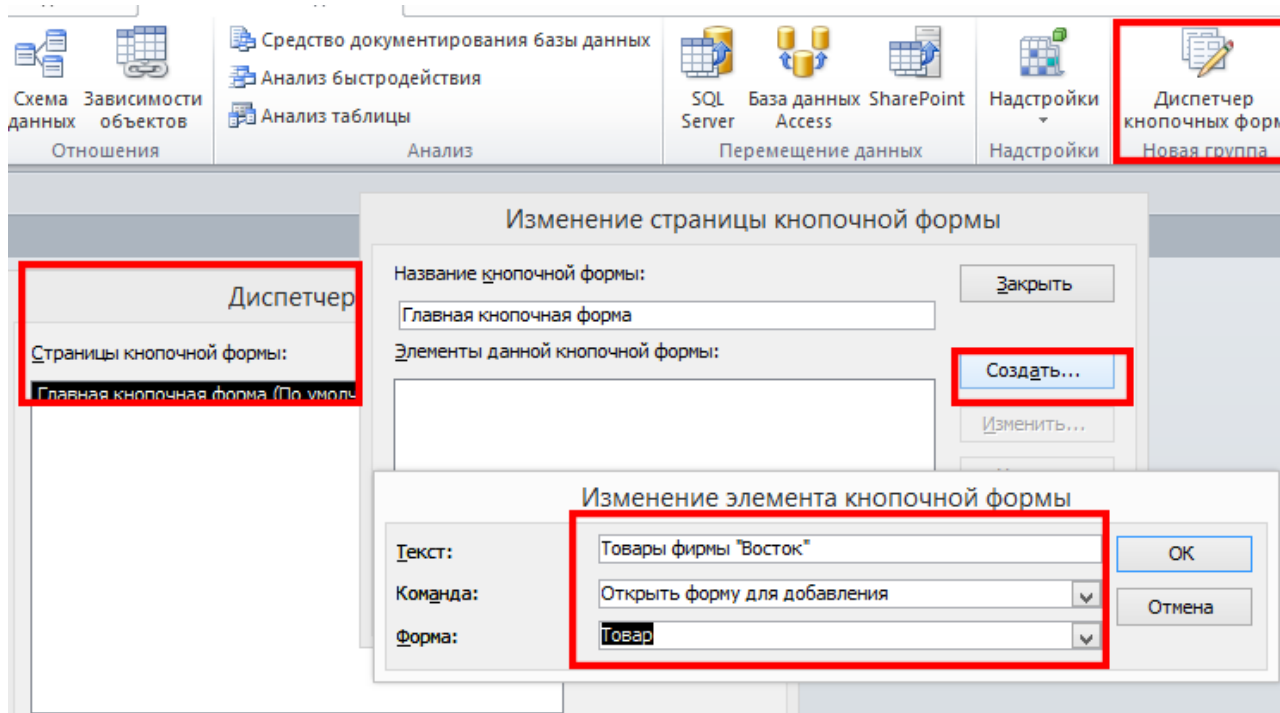 Средство документирования базы данных
Анализ быстродействия
Анализ таблицы
Схема данных
Зависимости объектов
SQL Server
База данных Access
SharePoint
Надстройки
Диспетчер
кнопочных форм
Отношения
Анализ
Перемещение данных
Надстройки
Новая группа
Изменение страницы кнопочной формы
Название кнопочной формы:
Закрыть
Главная кнопочная форма
Элементы данной кнопочной формы:
Создать...
Изменить...
Диспетчер
Страницы кнопочной формы:
Главная кнопочная форма (По умолч
Изменение элемента кнопочной формы
Текст:
Товары фирмы "Восток"
OK
Команда:
Открыть форму для добавления
Отмена
Форма:
Товар